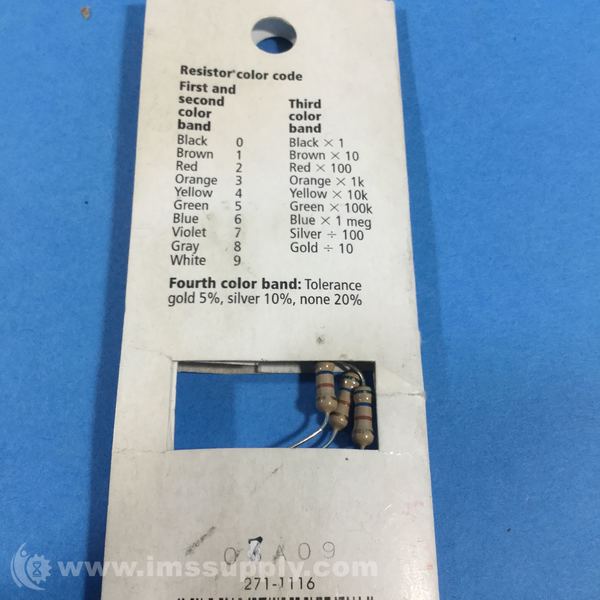 Resistor color code
First and
second
color
band
Black 0
Brown 1
Red 2
Orange 3
Yellow 4
Green 5
Blue 6
Violet 7
Gray 8
White 9
Third
color
band
Black × 1
Brown × 10
Red × 100
Orange × 1k
Yellow × 10k
Green × 100k
Blue × 1 meg
Silver ÷ 100
Gold ÷ 10
Fourth color band: Tolerance
gold 5%, silver 10%, none 20%
A09
www.imssupply.com
271-1116